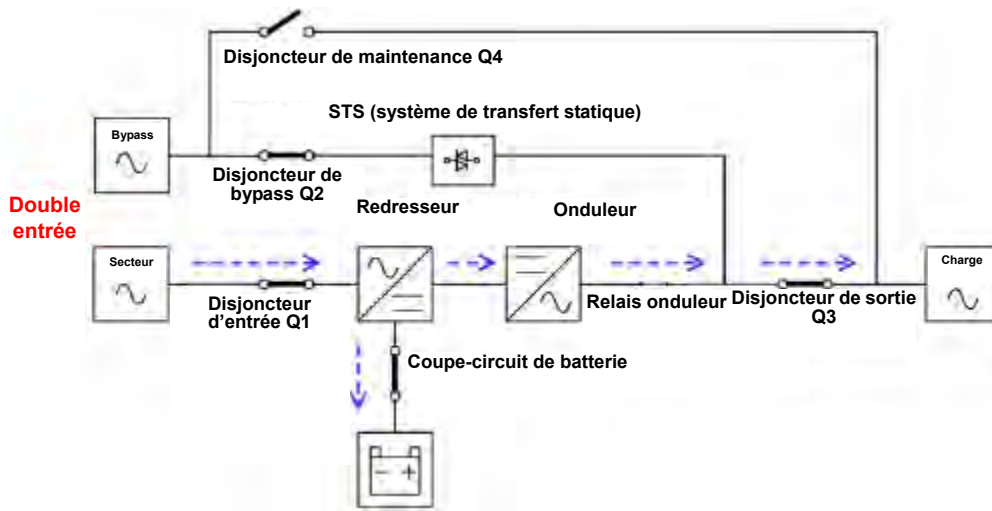 Disjoncteur de maintenance Q4
STS (système de transfert statique)
Bypass
Disjoncteur de
bypass Q2
Redresseur
Onduleur
Double
entrée
Secteur
Disjoncteur
d'entrée Q1
Relais onduleur
Disjoncteur de sortie
Q3
Charge
Coupe-circuit de batterie